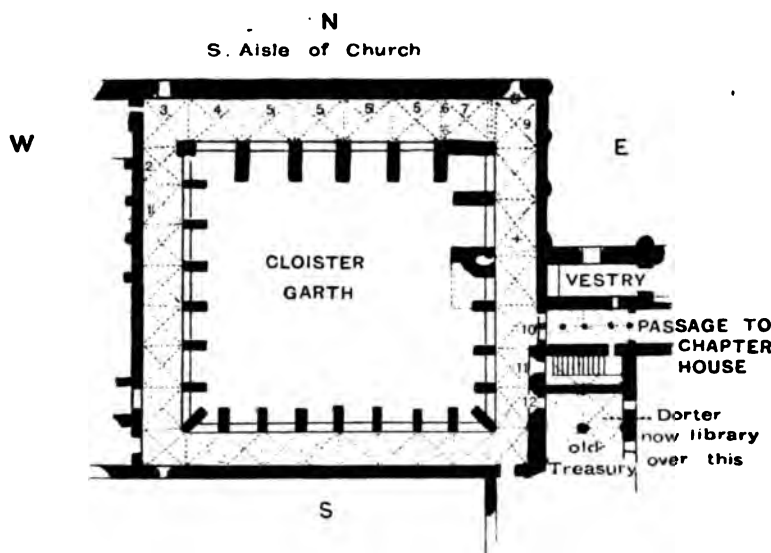 N
S. Aisle of Church
W
E
3 4 5 5 5 5 6 7 8
9
2
1
CLOISTER
GARTH
VESTRY
10 PASSAGE TO
CHAPTER
HOUSE
11
12
Dorter
now library
over this
old
Treasury
S